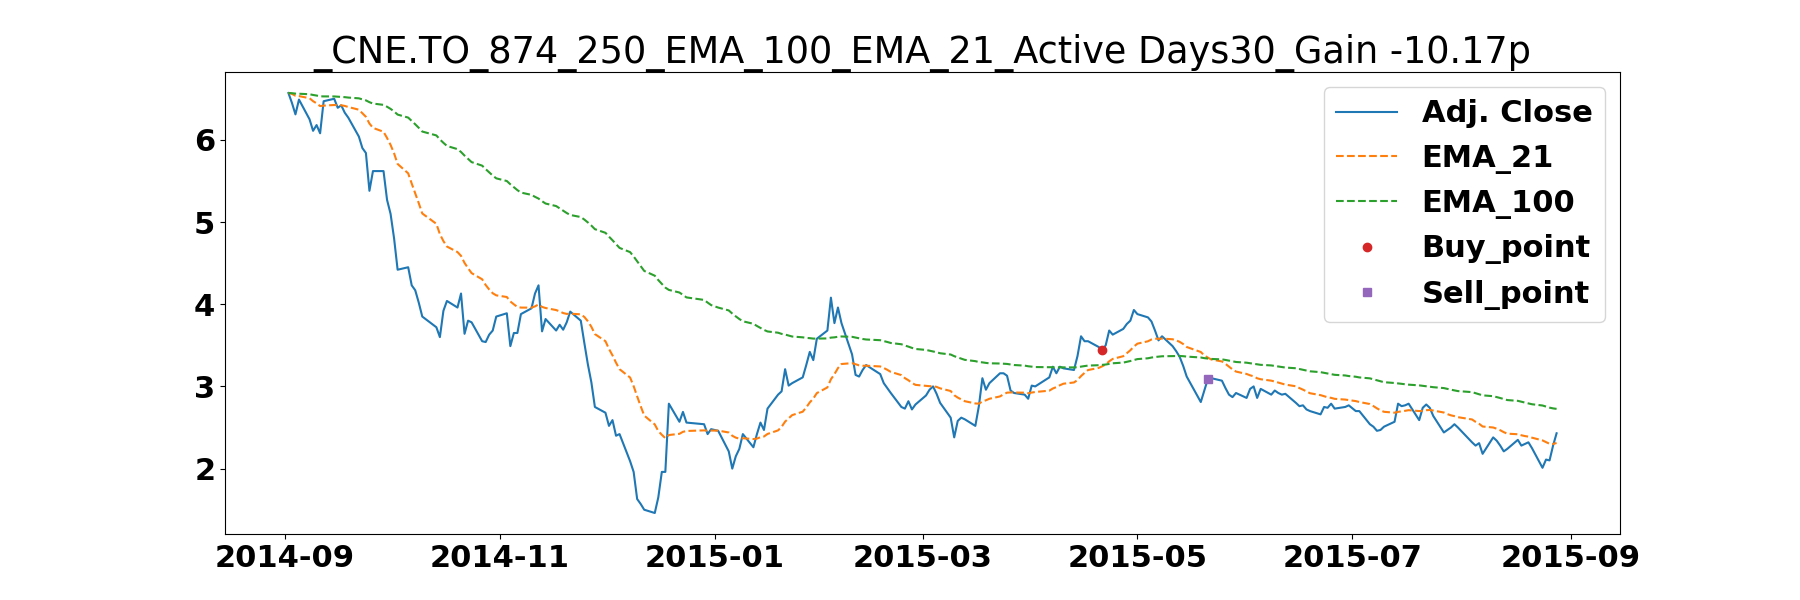 _CNE.TO_874_250_EMA_100_EMA_21_Active Days30_Gain -10.17p
Adj. Close
EMA_21
EMA_100
Buy_point
Sell_point
6
5
4
3
2
2014-09 2014-11 2015-01 2015-03 2015-05 2015-07 2015-09